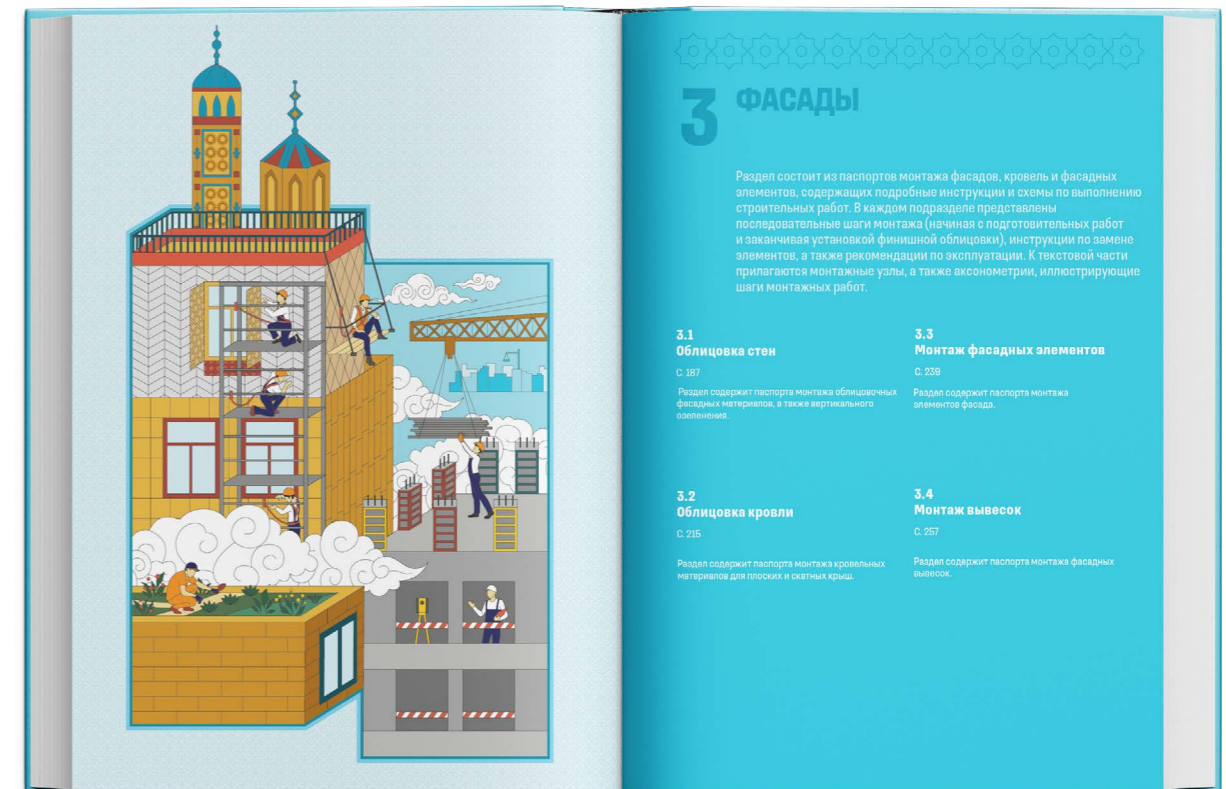 3 ФАСАДЫ
Раздел состоит из паспортов монтажа фасадов, кровель и фасадных
элементов, содержащих подробные инструкции и схемы по выполнению
строительных работ. В каждом подразделе представлены
последовательные шаги монтажа (начиная с подготовительных работ
и заканчивая установкой финишной облицовки), инструкции по замене
элементов, а также рекомендации по эксплуатации. К текстовой части
прилагаются монтажные узлы, а также аксонометрии, иллюстрирующие
шаги монтажных работ.
3.1
Облицовка стен
С. 187
Раздел содержит паспорта монтажа облицовочных
фасадных материалов, а также вертикального
озеленения.
3.2
Облицовка кровли
С. 215
Раздел содержит паспорта монтажа кровельных
материалов для плоских и скатных крыш.
3.3
Монтаж фасадных элементов
С. 239
Раздел содержит паспорта монтажа
элементов фасада.
3.4
Монтаж вывесок
С. 257
Раздел содержит паспорта монтажа фасадных
вывесок.